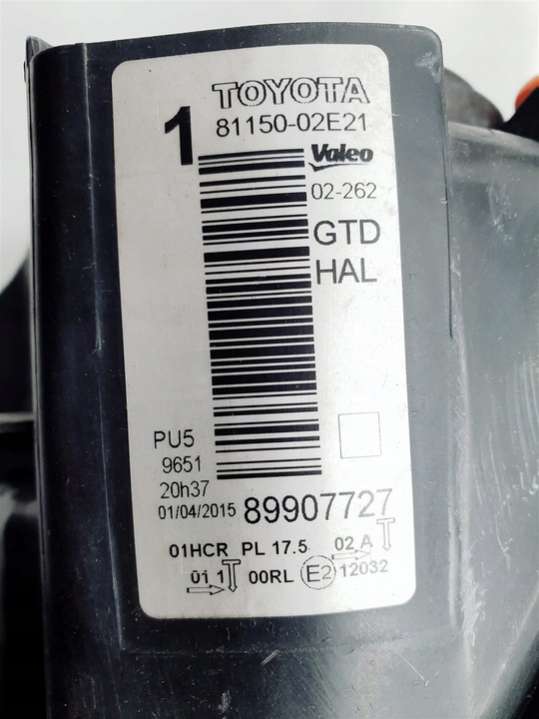 TOYOTA
1
81150-02E21
Valeo
02-262
GTD
HAL
PU5
9651
20h37
01/04/2015 89907727
01HCR PL 17.5 02 A
01 1 00RL E2 12032